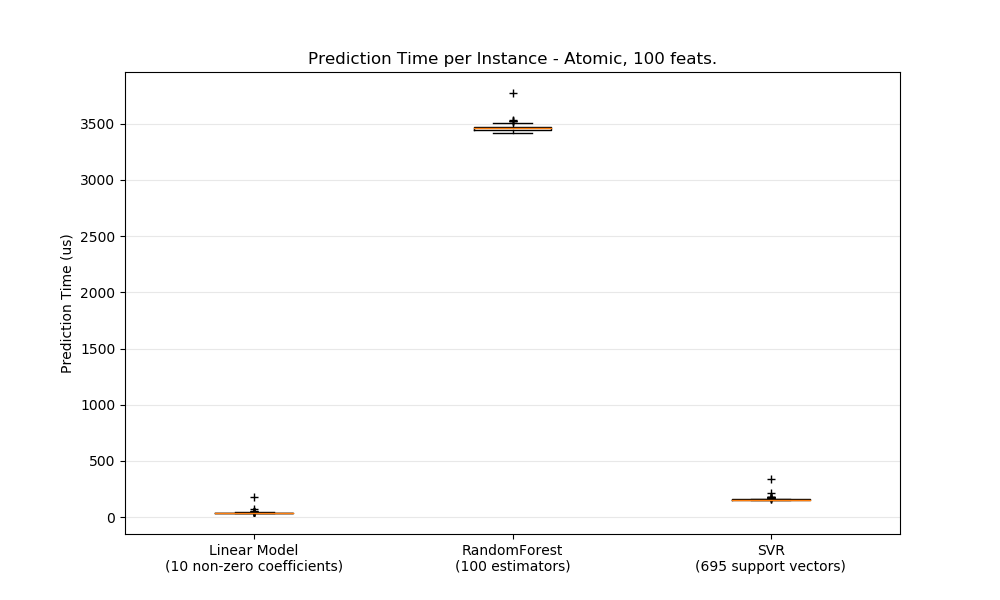 Prediction Time per Instance - Atomic, 100 feats.
Prediction Time (us)
3500
3000
2500
2000
1500
1000
500
0
Linear Model
(10 non-zero coefficients)
RandomForest
(100 estimators)
SVR
(695 support vectors)